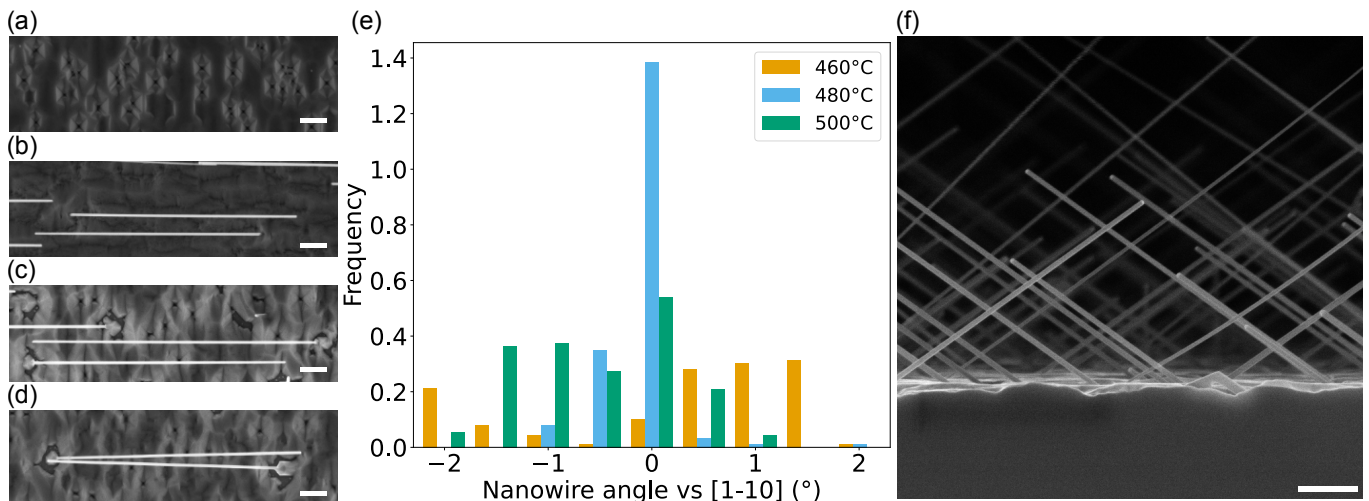 (a)
(b)
(c)
(d)
(e)
Frequency
1.4
1.2
1.0
0.8
0.6
0.4
0.2
0.0
−2
−1
0
1
2
Nanowire angle vs [1-10] (°)
460°C
480°C
500°C
(f)